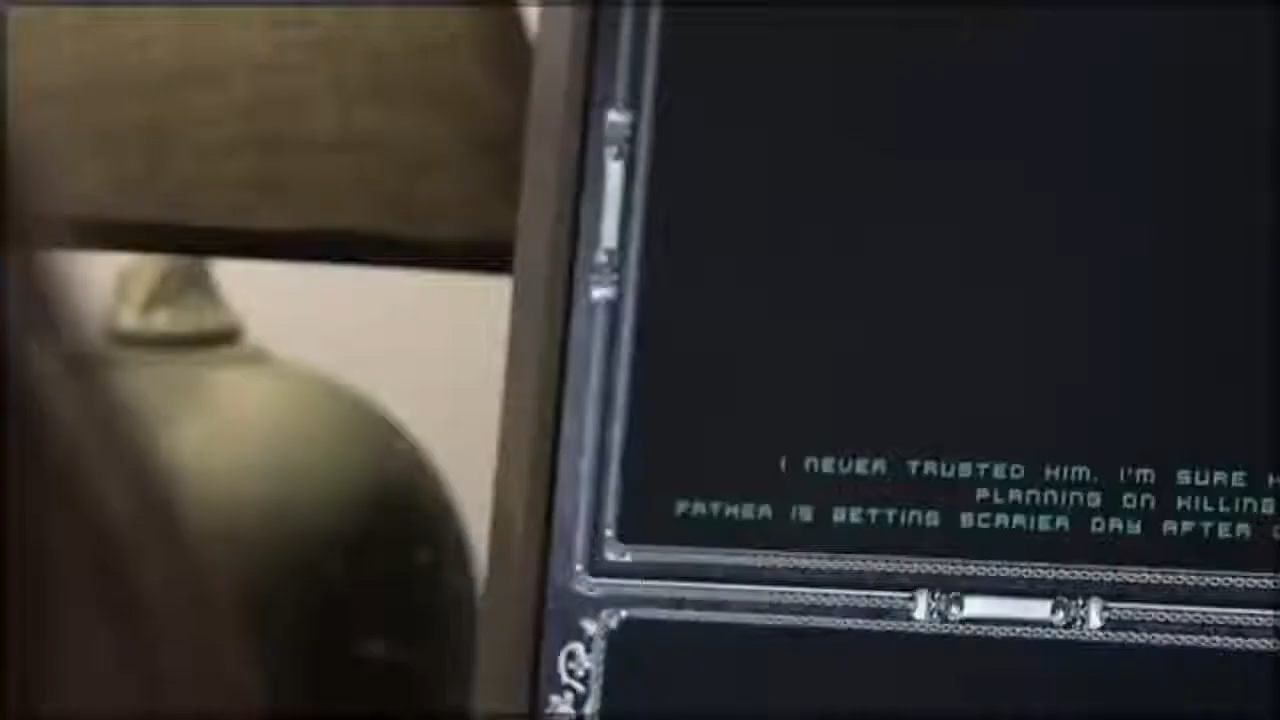 I NEVER TRUSTED HIM. I'M SURE
PLANNING ON KILLING
FATHER IS GETTING SCARIER DAY AFTER